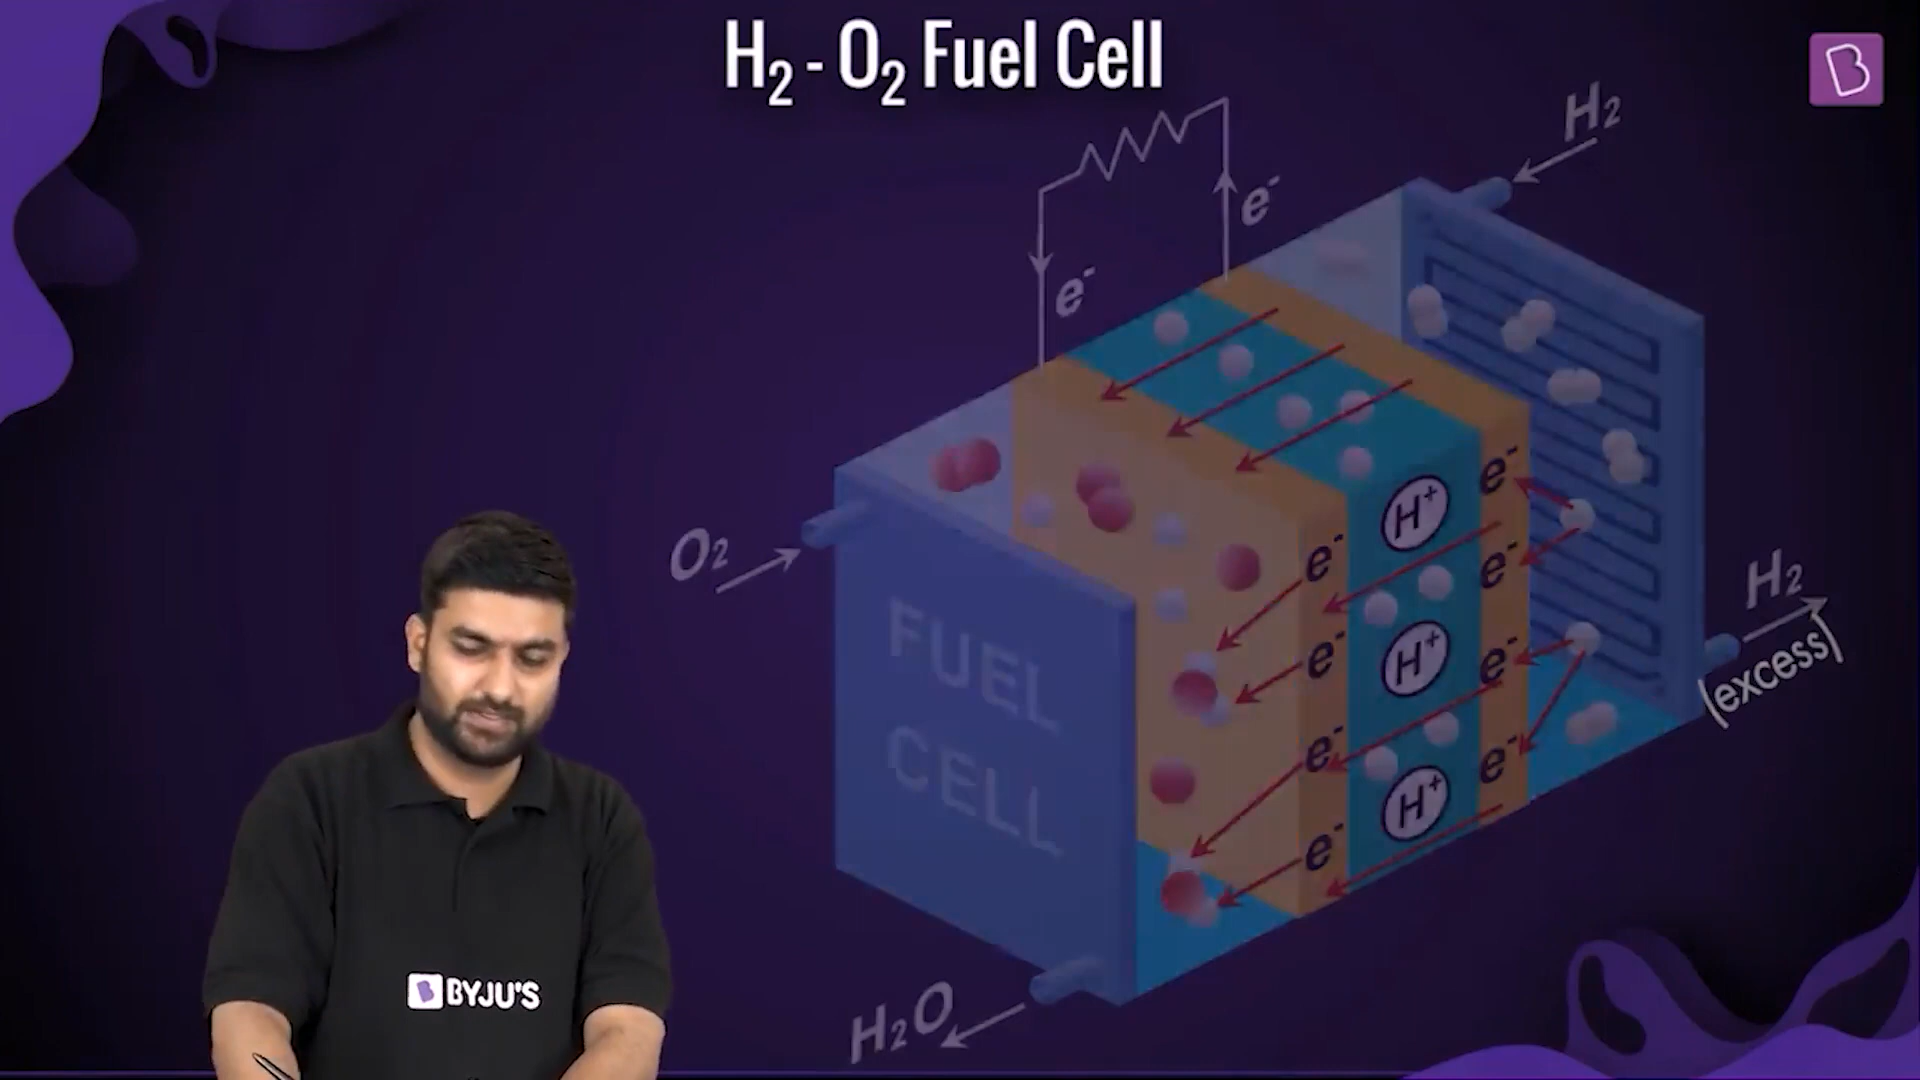 H₂ - O₂ Fuel Cell
H₂
e⁻
e⁻
e⁻
H⁺
e⁻
O₂
e⁻
H₂
FUEL
e⁻
H⁺
e⁻
(excess)
CELL
e⁻
e⁻
H⁺
e⁻
BYJU'S
H₂O